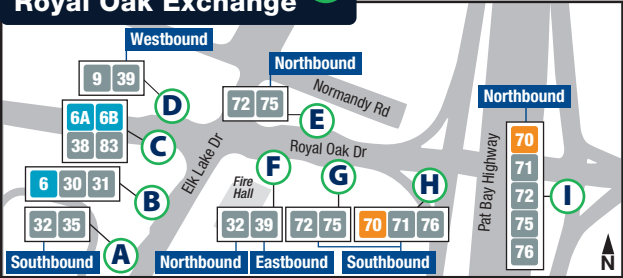 Royal Oak Exchange
Westbound
9 39
D
Northbound
72 75
E
Normandy Rd
6A 6B
38 83
C
Northbound
70
71
72
75
76
I
Pat Bay Highway
Royal Oak Dr
Elk Lake Dr
6 30 31
B
Fire
Hall
F
G
H
32 35
A
Southbound
32 39
72 75
70 71 76
Northbound
Eastbound
Southbound
N